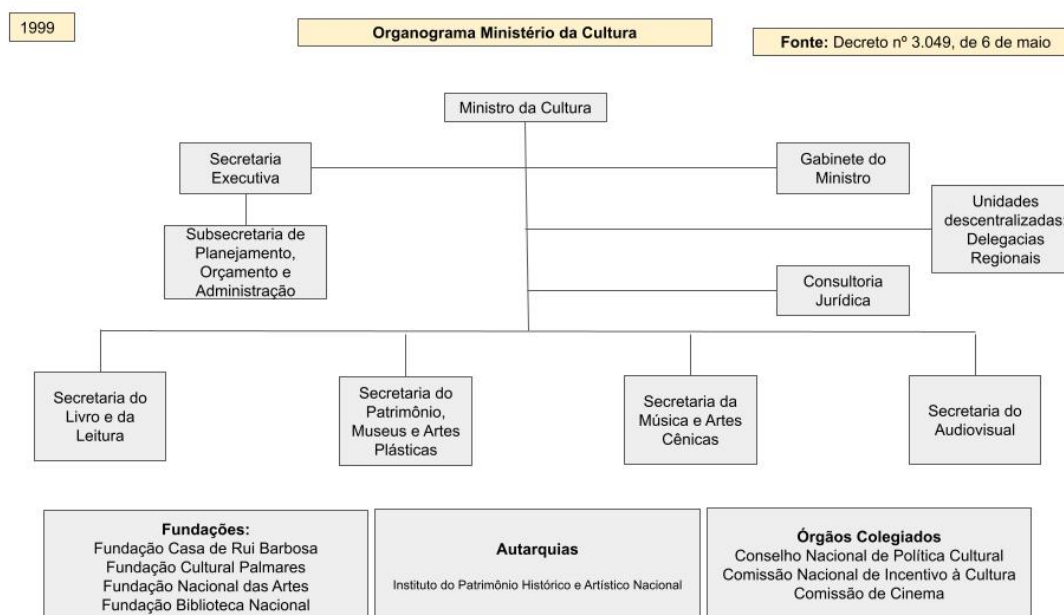 1999
Organograma Ministério da Cultura
Fonte: Decreto nº 3.049, de 6 de maio
Ministro da Cultura
Secretaria
Executiva
Gabinete do
Ministro
Unidades
descentralizadas:
Delegacias
Regionais
Subsecretaria de
Planejamento,
Orçamento e
Administração
Consultoria
Jurídica
Secretaria do
Livro e da
Leitura
Secretaria do
Patrimônio,
Museus e Artes
Plásticas
Secretaria da
Música e Artes
Cênicas
Secretaria do
Audiovisual
Fundações:
Fundação Casa de Rui Barbosa
Fundação Cultural Palmares
Fundação Nacional das Artes
Fundação Biblioteca Nacional
Autarquias
Instituto do Patrimônio Histórico e Artístico Nacional
Órgãos Colegiados
Conselho Nacional de Política Cultural
Comissão Nacional de Incentivo à Cultura
Comissão de Cinema